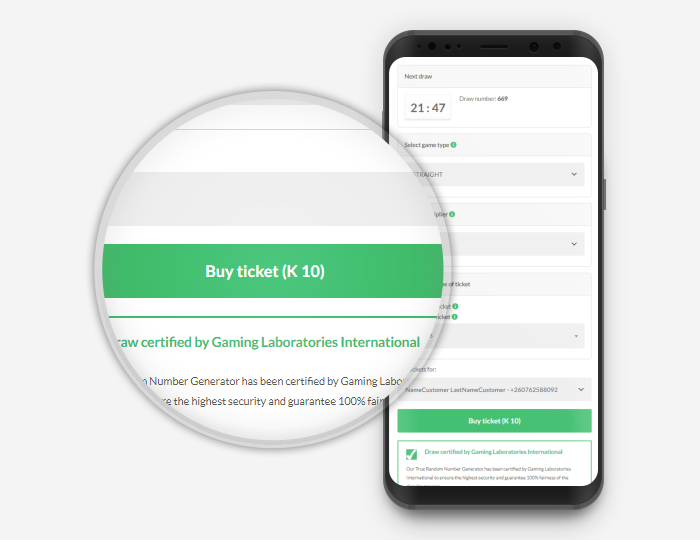 Next draw
21 : 47
Draw number: 669
Select game type
TRAIGHT
plier
e of ticket
icket
icket
ckets for:
NameCustomer LastNameCustomer - +260762588092
Buy ticket (K 10)
Draw certified by Gaming Laboratories International
Our True Random Number Generator has been certified by Gaming Laboratories
International to ensure the highest security and guarantee 100% fairness of the
Buy ticket (K 10)
raw certified by Gaming Laboratories International
Number Generator has been certified by Gaming Labo
re the highest security and guarantee 100% fair